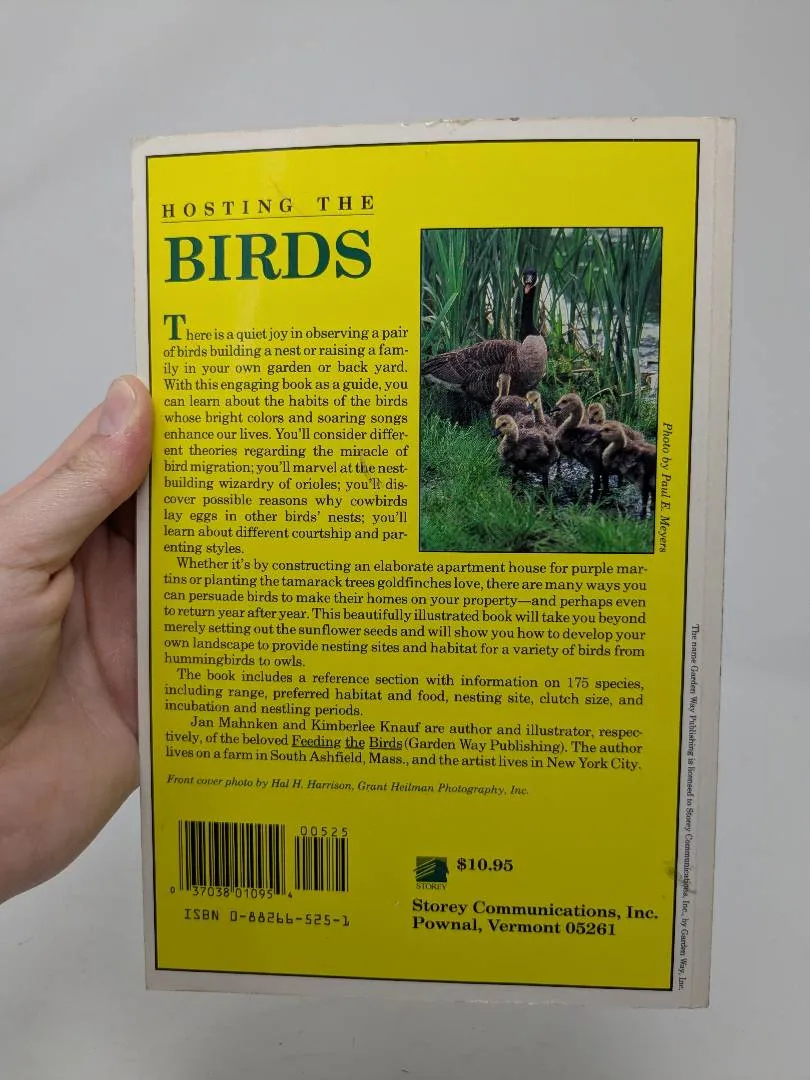 HOSTING THE
BIRDS
There is a quiet joy in observing a pair
of birds building a nest or raising a fam-
ily in your own garden or back yard.
With this engaging book as a guide, you
can learn about the habits of the birds
whose bright colors and soaring songs
enhance our lives. You'll consider differ-
ent theories regarding the miracle of
bird migration; you'll marvel at the nest-
building wizardry of orioles; you'll dis-
cover possible reasons why cowbirds
lay eggs in other birds' nests; you'll
learn about different courtship and par-
enting styles.
Photo by Paul E. Meyers
Whether it's by constructing an elaborate apartment house for purple mar-
tins or planting the tamarack trees goldfinches love, there are many ways you
can persuade birds to make their homes on your property—and perhaps even
to return year after year. This beautifully illustrated book will take you beyond
merely setting out the sunflower seeds and will show you how to develop your
own landscape to provide nesting sites and habitat for a variety of birds from
hummingbirds to owls.
The book includes a reference section with information on 175 species,
including range, preferred habitat and food, nesting site, clutch size, and
incubation and nestling periods.
Jan Mahnken and Kimberlee Knauf are author and illustrator, respec-
tively, of the beloved Feeding the Birds (Garden Way Publishing). The author
lives on a farm in South Ashfield, Mass., and the artist lives in New York City.
Front cover photo by Hal H. Harrison, Grant Heilman Photography, Inc.
00525
0 37038 01095 4
ISBN 0-88266-525-1
STOREY
$10.95
Storey Communications, Inc.
Pownal, Vermont 05261
The name Garden Way Publishing is licensed to Storey Communications, Inc., by Garden Way, Inc.